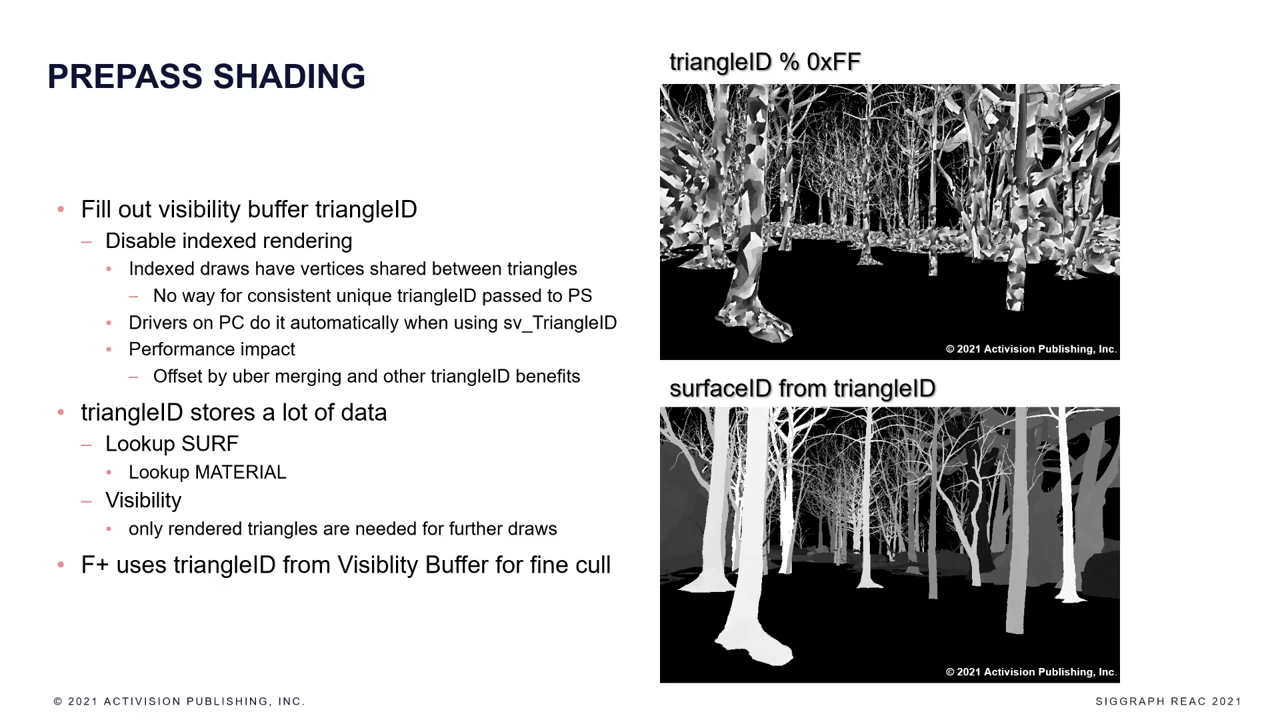 PREPASS SHADING
• Fill out visibility buffer triangleID
– Disable indexed rendering
• Indexed draws have vertices shared between triangles
– No way for consistent unique triangleID passed to PS
• Drivers on PC do it automatically when using sv_TriangleID
• Performance impact
– Offset by uber merging and other triangleID benefits
• triangleID stores a lot of data
– Lookup SURF
• Lookup MATERIAL
– Visibility
• only rendered triangles are needed for further draws
• F+ uses triangleID from Visiblity Buffer for fine cull
triangleID % 0xFF
© 2021 Activision Publishing, Inc.
surfaceID from triangleID
© 2021 Activision Publishing, Inc.
© 2021 ACTIVISION PUBLISHING, INC.
SIGGRAPH REAC 2021